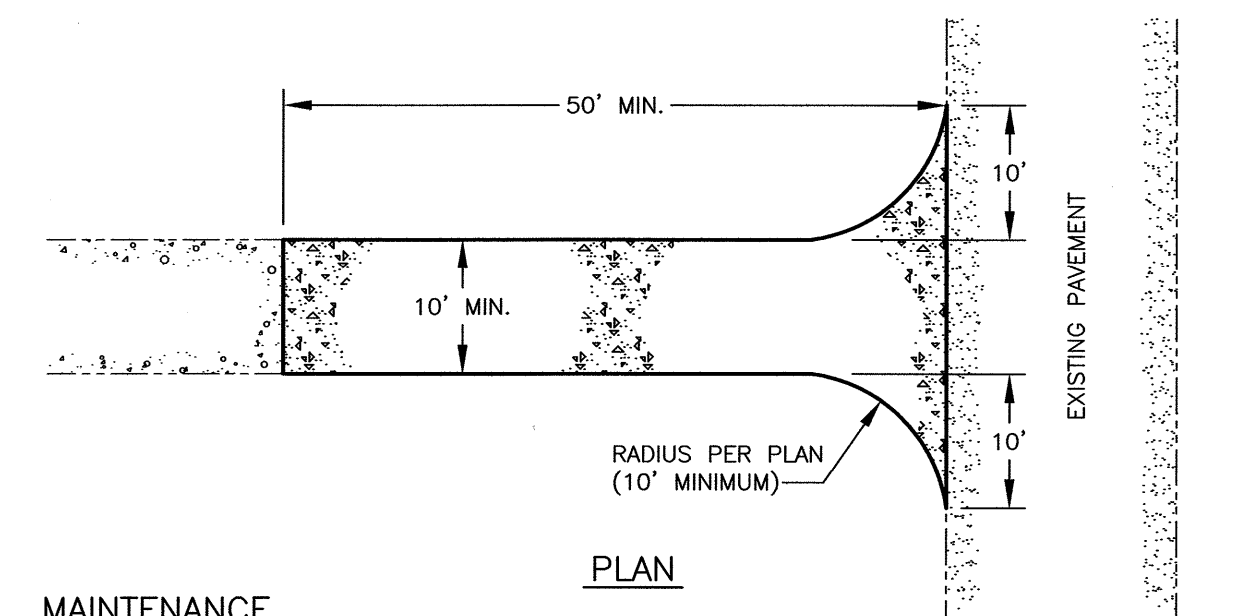 50' MIN.
10'
10' MIN.
EXISTING PAVEMENT
10'
RADIUS PER PLAN
(10' MINIMUM)
PLAN
MAINTENANCE